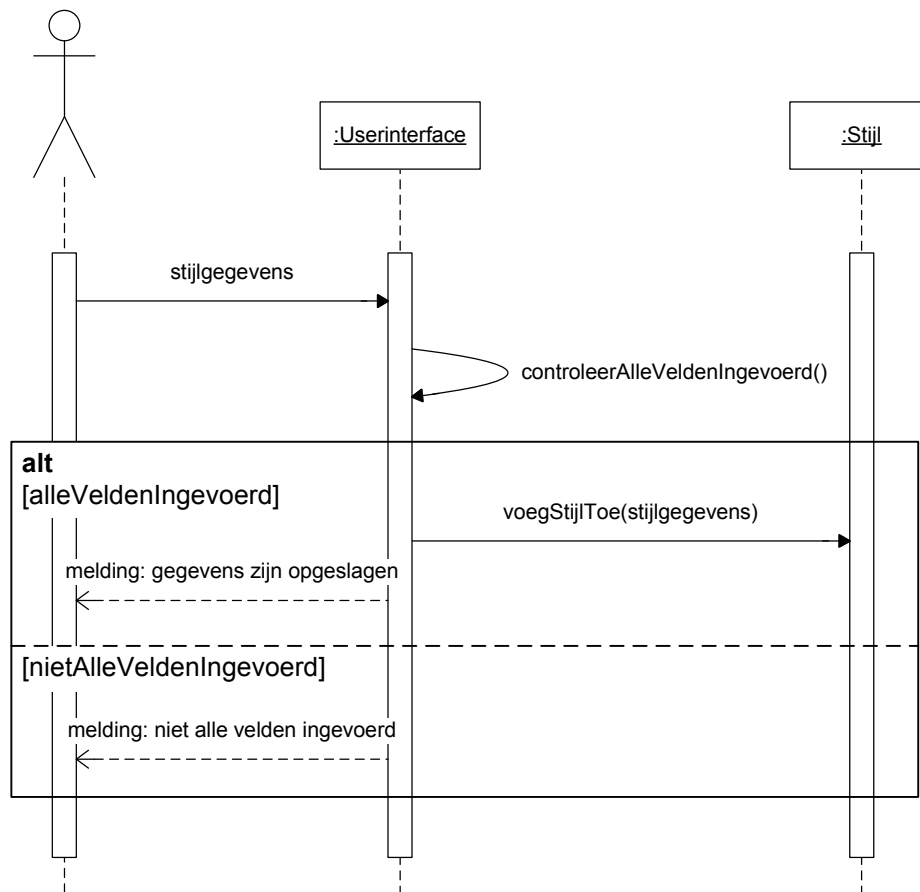 :Userinterface
:Stijl
stijlgegevens
controleerAlleVeldenIngevoerd()
alt
[alleVeldenIngevoerd]
voegStijlToe(stijlgegevens)
melding: gegevens zijn opgeslagen
[nietAlleVeldenIngevoerd]
melding: niet alle velden ingevoerd